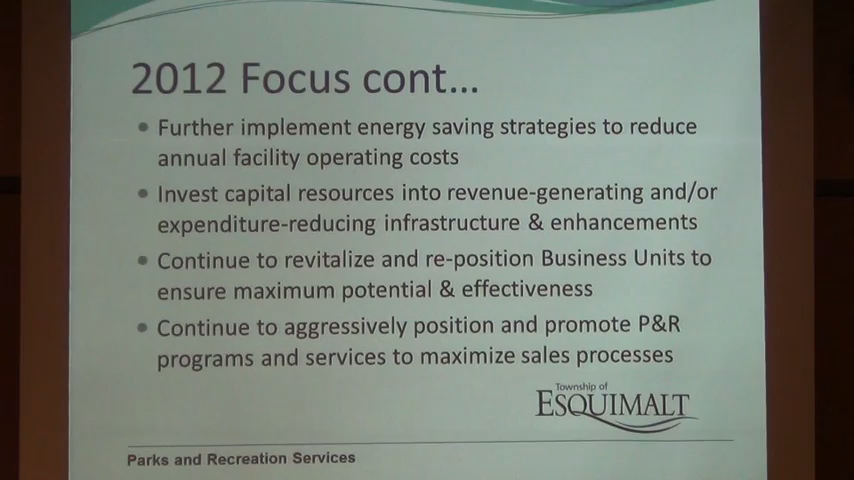 2012 Focus cont...
• Further implement energy saving strategies to reduce
annual facility operating costs
• Invest capital resources into revenue-generating and/or
expenditure-reducing infrastructure & enhancements
• Continue to revitalize and re-position Business Units to
ensure maximum potential & effectiveness
• Continue to aggressively position and promote P&R
programs and services to maximize sales processes
Township of
ESQUIMALT
Parks and Recreation Services